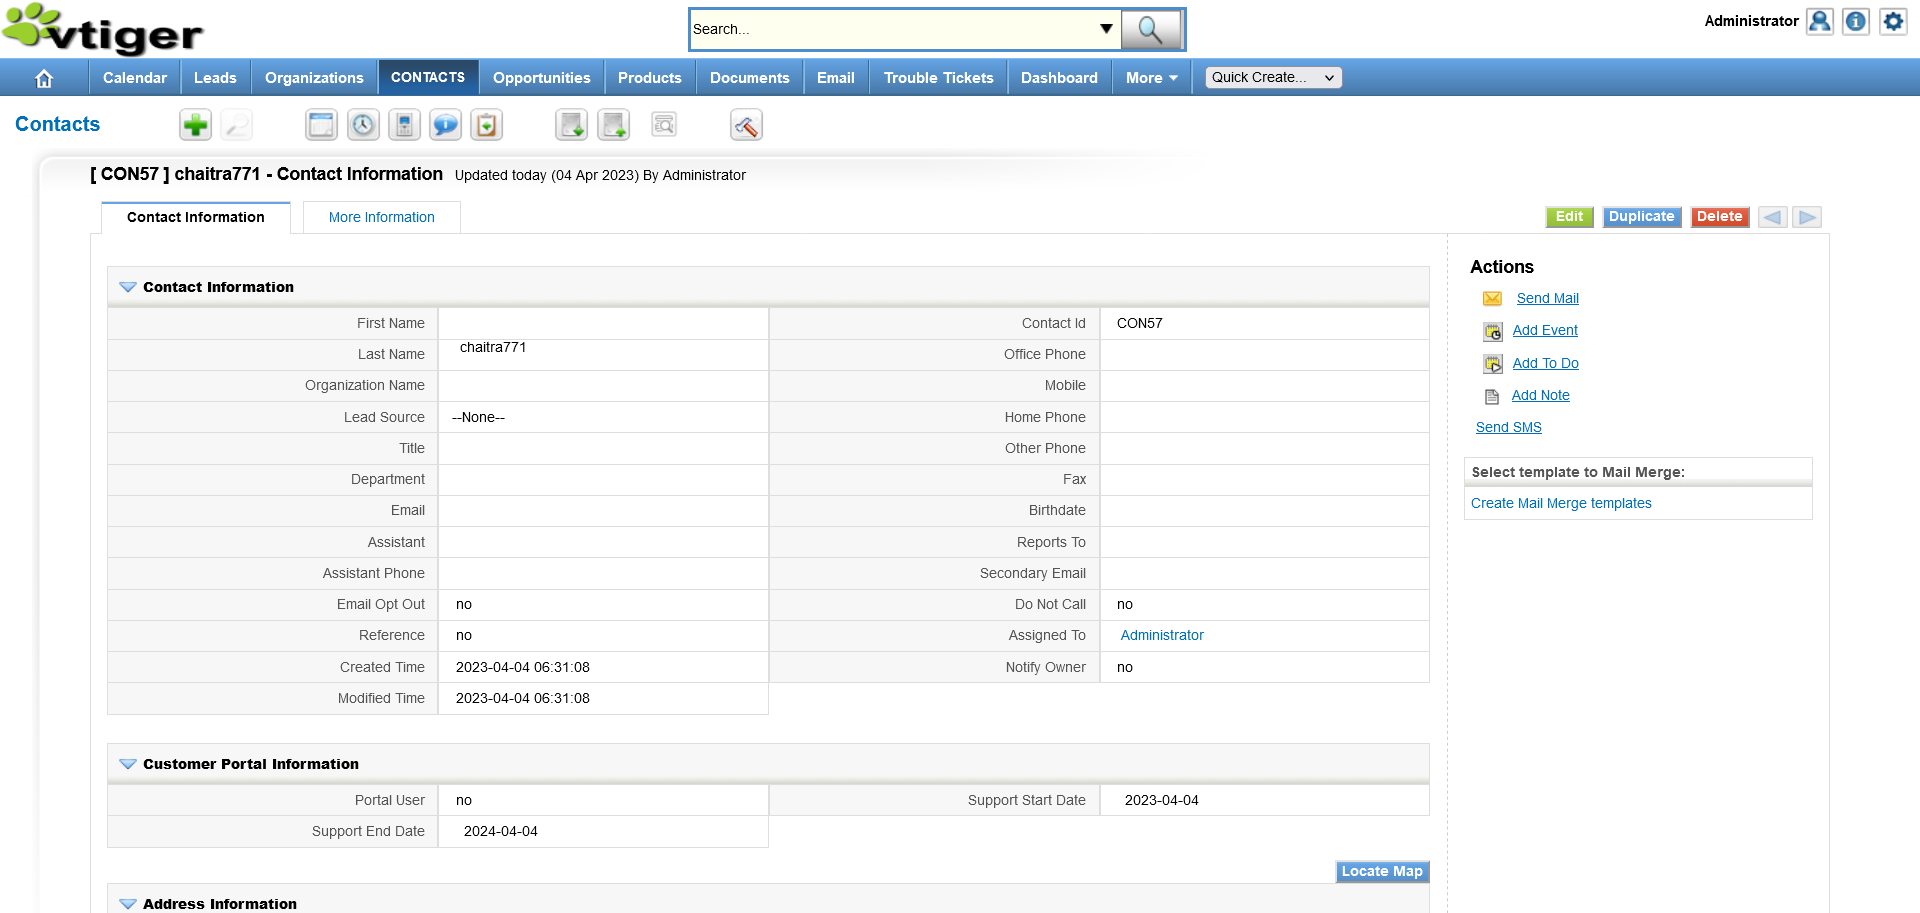 vtiger
Search...
Administrator
Calendar
Leads
Organizations
CONTACTS
Opportunities
Products
Documents
Email
Trouble Tickets
Dashboard
More
Quick Create...
Contacts
[ CON57 ] chaitra771 - Contact Information Updated today (04 Apr 2023) By Administrator
Contact Information
More Information
Edit
Duplicate
Delete
Contact Information
First Name
Contact Id CON57
Last Name chaitra771
Office Phone
Organization Name
Mobile
Lead Source --None--
Home Phone
Title
Other Phone
Department
Fax
Email
Birthdate
Assistant
Reports To
Assistant Phone
Secondary Email
Email Opt Out no
Do Not Call no
Reference no
Assigned To Administrator
Created Time 2023-04-04 06:31:08
Notify Owner no
Modified Time 2023-04-04 06:31:08
Customer Portal Information
Portal User no
Support Start Date 2023-04-04
Support End Date 2024-04-04
Locate Map
Address Information
Actions
Send Mail
Add Event
Add To Do
Add Note
Send SMS
Select template to Mail Merge:
Create Mail Merge templates